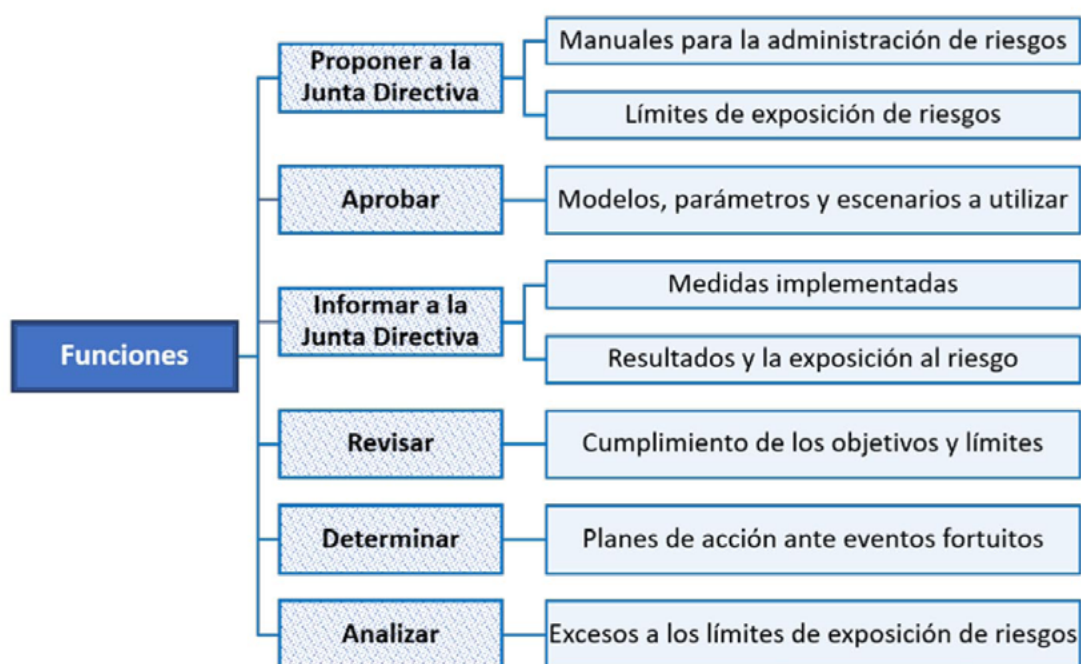 Funciones
Proponer a la
Junta Directiva
Manuales para la administración de riesgos
Límites de exposición de riesgos
Aprobar
Modelos, parámetros y escenarios a utilizar
Informar a la
Junta Directiva
Medidas implementadas
Resultados y la exposición al riesgo
Revisar
Cumplimiento de los objetivos y límites
Determinar
Planes de acción ante eventos fortuitos
Analizar
Excesos a los límites de exposición de riesgos